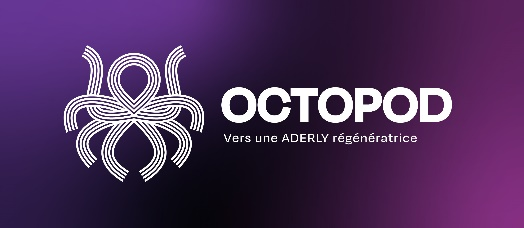 OCTOPOD
Vers une ADERLY régénératrice